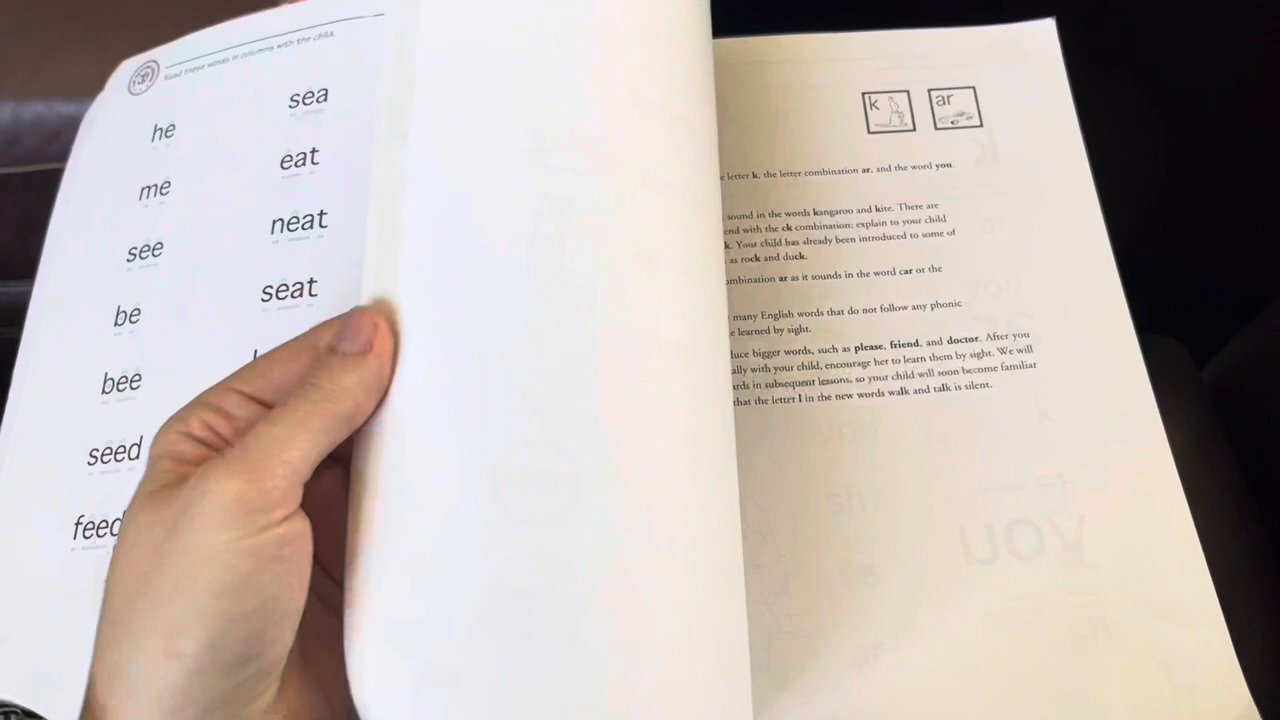 Read these words in columns with the child.
he
me
see
be
bee
seed
feed
sea
eat
neat
seat
k
ar
letter k, the letter combination ar, and the word you.
sound in the words kangaroo and kite. There are
end with the ck combination; explain to your child
k. Your child has already been introduced to some of
as rock and duck.
ar as it sounds in the word car or the
many English words that do not follow any phonic
learned by sight.
bigger words, such as please, friend, and doctor. After you
with your child, encourage her to learn them by sight. We will
in subsequent lessons, so your child will soon become familiar
that the letter l in the new words walk and talk is silent.